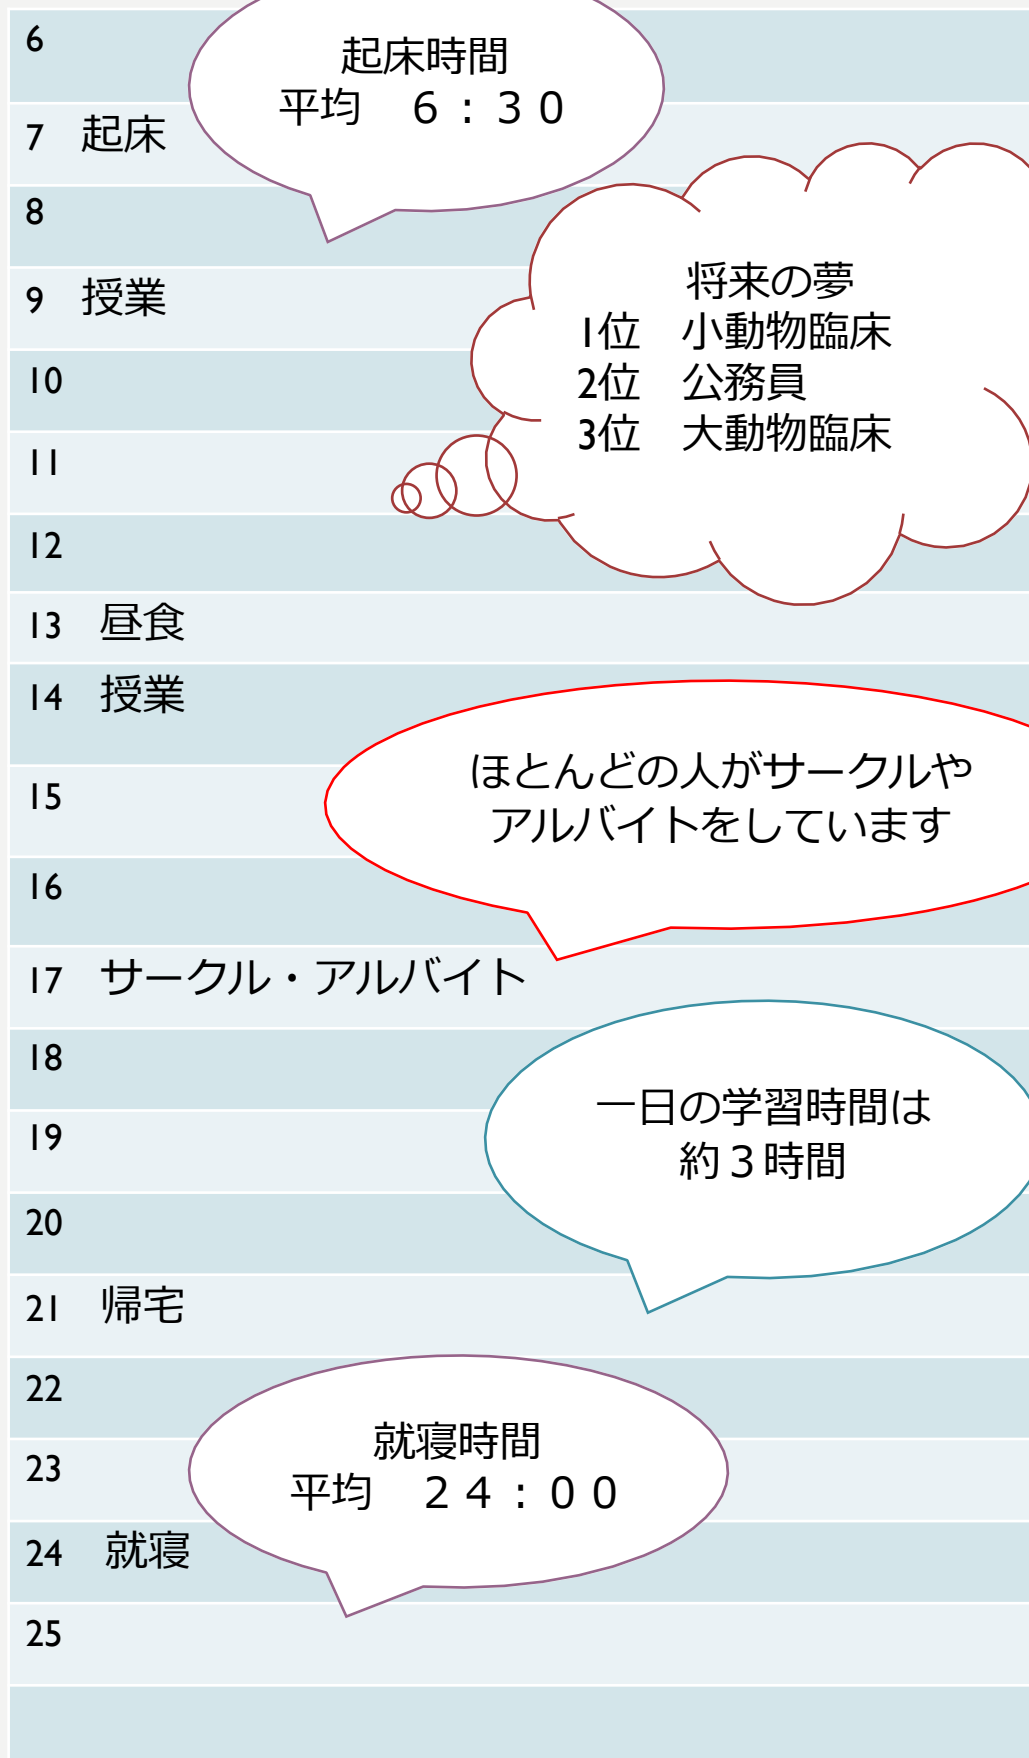 6
起床時間
平均　６：３０
7　起床
8
将来の夢
9　授業
1位　小動物臨床
10
2位　公務員
3位　大動物臨床
11
12
13　昼食
14　授業
ほとんどの人がサークルや
15
アルバイトをしています
16
17　サークル・アルバイト
18
一日の学習時間は
19
約３時間
20
21　帰宅
22
就寝時間
23
平均　２４：００
24　就寝
25